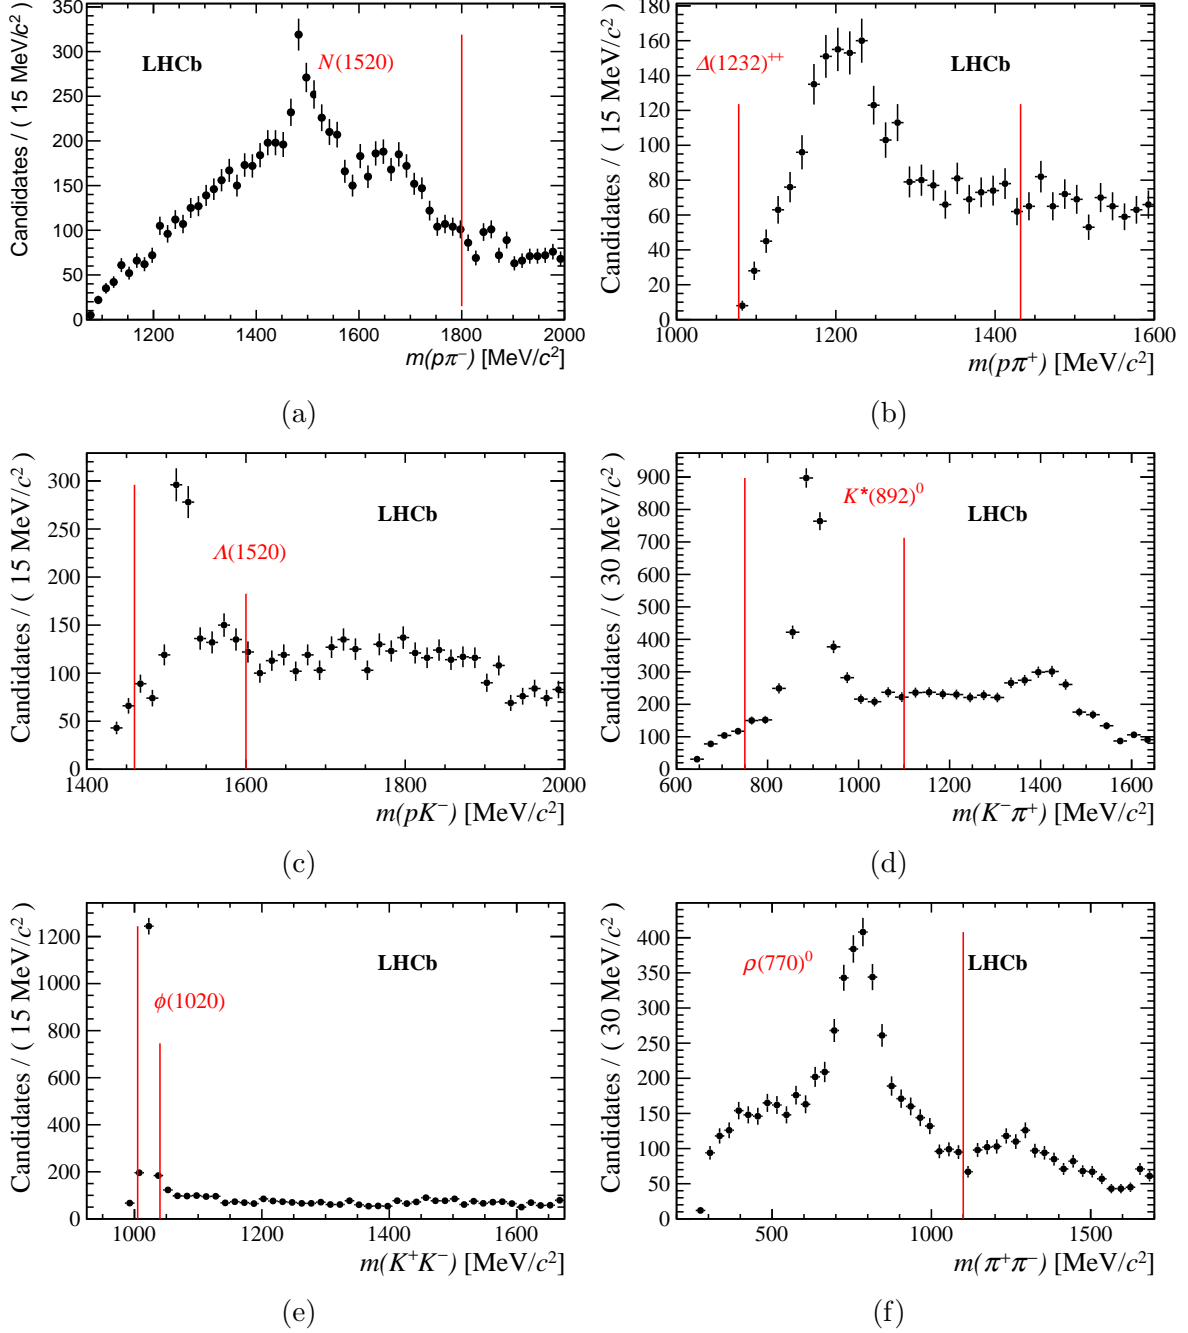 Candidates / ( 15 MeV/c²)
350
300
250
200
150
100
50
0
LHCb
N(1520)
1200 1400 1600 1800 2000
m(pπ⁻) [MeV/c²]
(a)
Candidates / ( 15 MeV/c² )
180
160
140
120
100
80
60
40
20
0
Δ(1232)⁺⁺
LHCb
1000 1200 1400 1600
m(pπ⁺) [MeV/c²]
(b)
Candidates / ( 15 MeV/c² )
300
250
200
150
100
50
0
LHCb
Λ(1520)
1400 1600 1800 2000
m(pK⁻) [MeV/c²]
(c)
Candidates / ( 30 MeV/c² )
900
800
700
600
500
400
300
200
100
0
K*(892)⁰
LHCb
600 800 1000 1200 1400 1600
m(K⁻π⁺) [MeV/c²]
(d)
Candidates / ( 15 MeV/c² )
1200
1000
800
600
400
200
0
LHCb
ϕ(1020)
1000 1200 1400 1600
m(K⁺K⁻) [MeV/c²]
(e)
Candidates / ( 30 MeV/c² )
400
350
300
250
200
150
100
50
0
ρ(770)⁰
LHCb
500 1000 1500
m(π⁺π⁻) [MeV/c²]
(f)